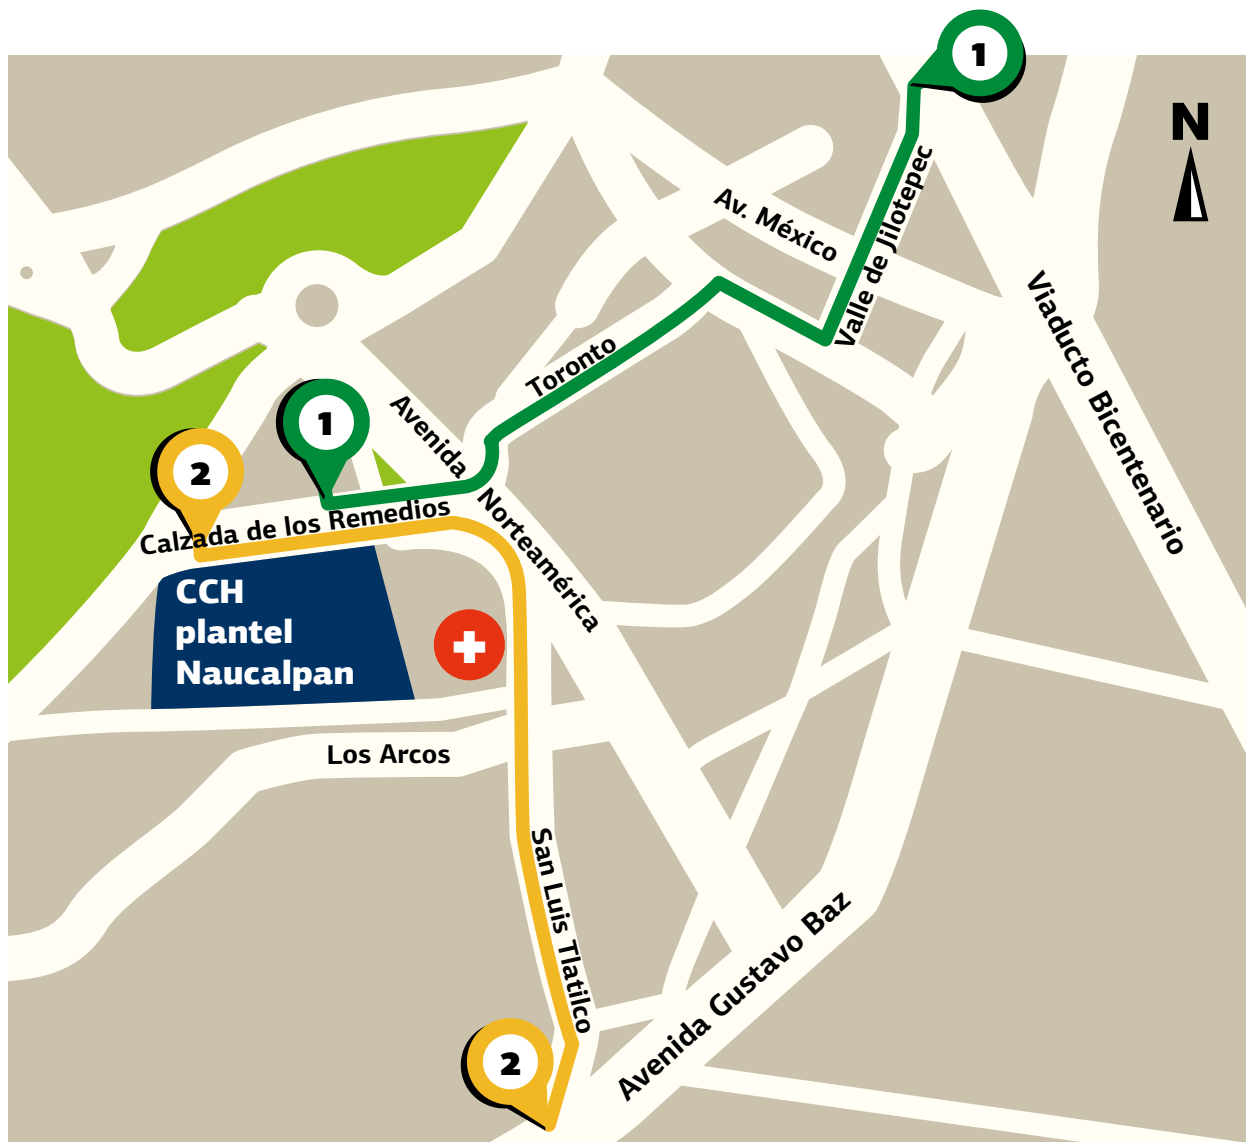 1
N
Av. México
Valle de Jilotepec
Viaducto Bicentenario
Toronto
Avenida
Norteamérica
1
2
Calzada de los Remedios
CCH
plantel
Naucalpan
Los Arcos
San Luis Tlatilco
Avenida Gustavo Baz
2